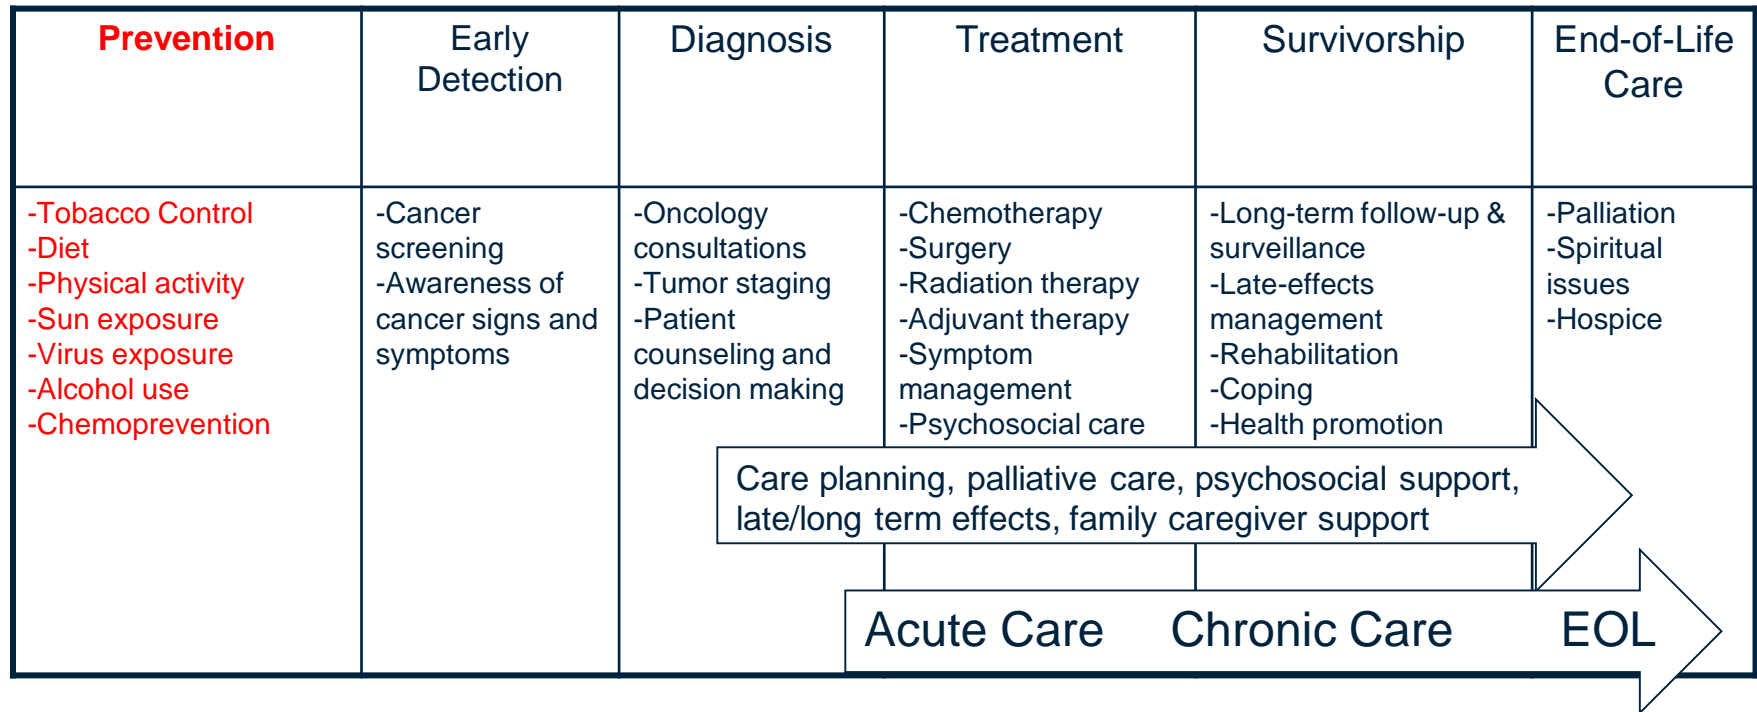 Prevention
Early
Detection
Diagnosis
Treatment
Survivorship
End-of-Life
Care
-Tobacco Control
-Diet
-Physical activity
-Sun exposure
-Virus exposure
-Alcohol use
-Chemoprevention
-Cancer
screening
-Awareness of
cancer signs and
symptoms
-Oncology
consultations
-Tumor staging
-Patient
counseling and
decision making
-Chemotherapy
-Surgery
-Radiation therapy
-Adjuvant therapy
-Symptom
management
-Psychosocial care
-Long-term follow-up &
surveillance
-Late-effects
management
-Rehabilitation
-Coping
-Health promotion
-Palliation
-Spiritual
issues
-Hospice
Care planning, palliative care, psychosocial support,
late/long term effects, family caregiver support
Acute Care Chronic Care EOL